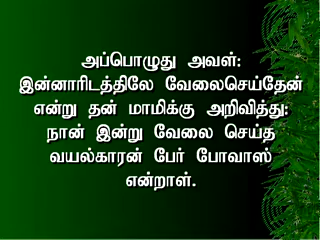 அப்பொழுது அவள்:
இன்னாரிடத்திலே வேலைசெய்தேன்
என்று தன் மாமிக்கு அறிவித்து:
நான் இன்று வேலை செய்த
வயல்காரன் பேர் போவாஸ்
என்றாள்.